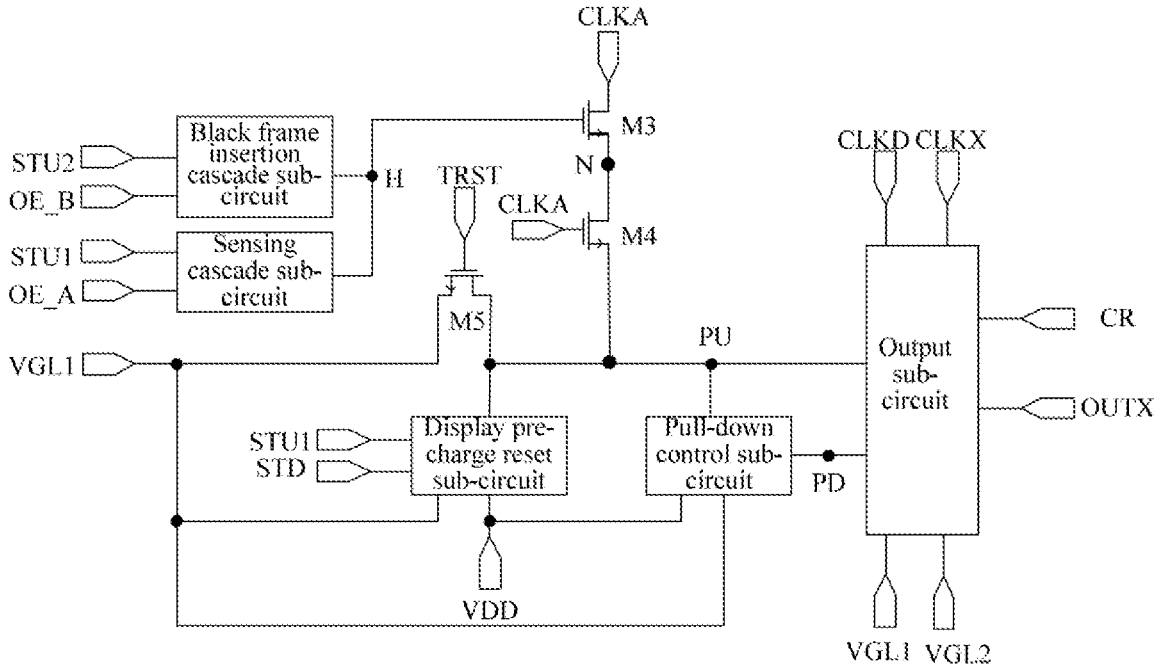 CLKA
M3
Black frame
insertion
cascade sub-
circuit
STU2
OE_B
H
N
TRST
CLKA
M4
CLKD
CLKX
STU1
OE_A
Sensing
cascade sub-
circuit
M5
VGL1
PU
Output
sub-
circuit
CR
OUTX
STU1
STD
Display pre-
charge reset
sub-circuit
Pull-down
control sub-
circuit
PD
VDD
VGL1
VGL2